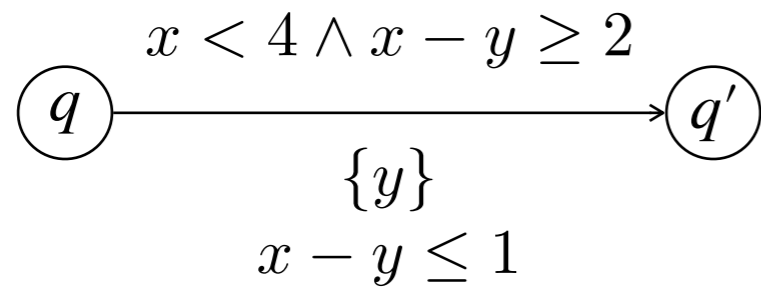 x < 4 ∧ x − y ≥ 2
q
q′
{y}
x − y ≤ 1